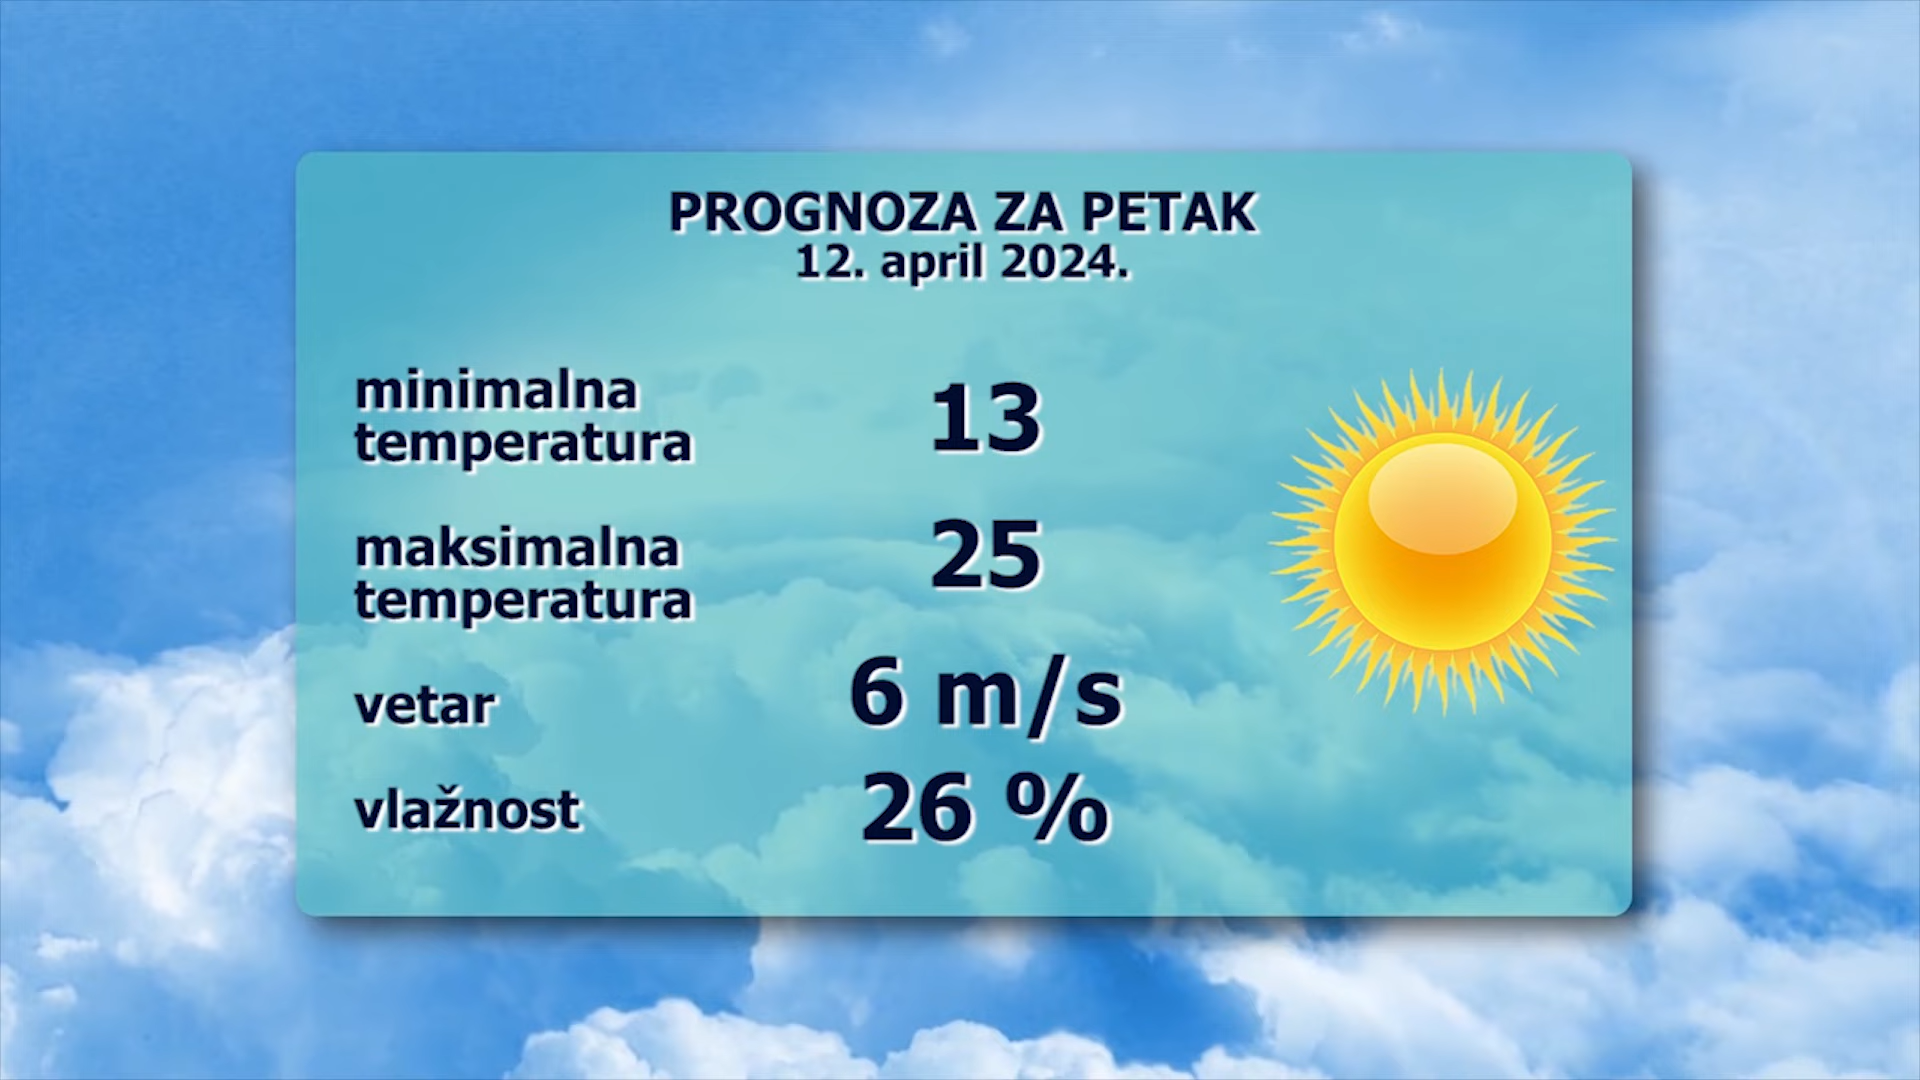 PROGNOZA ZA PETAK
12. april 2024.
minimalna
temperatura
13
maksimalna
temperatura
25
vetar
6 m/s
vlažnost
26 %